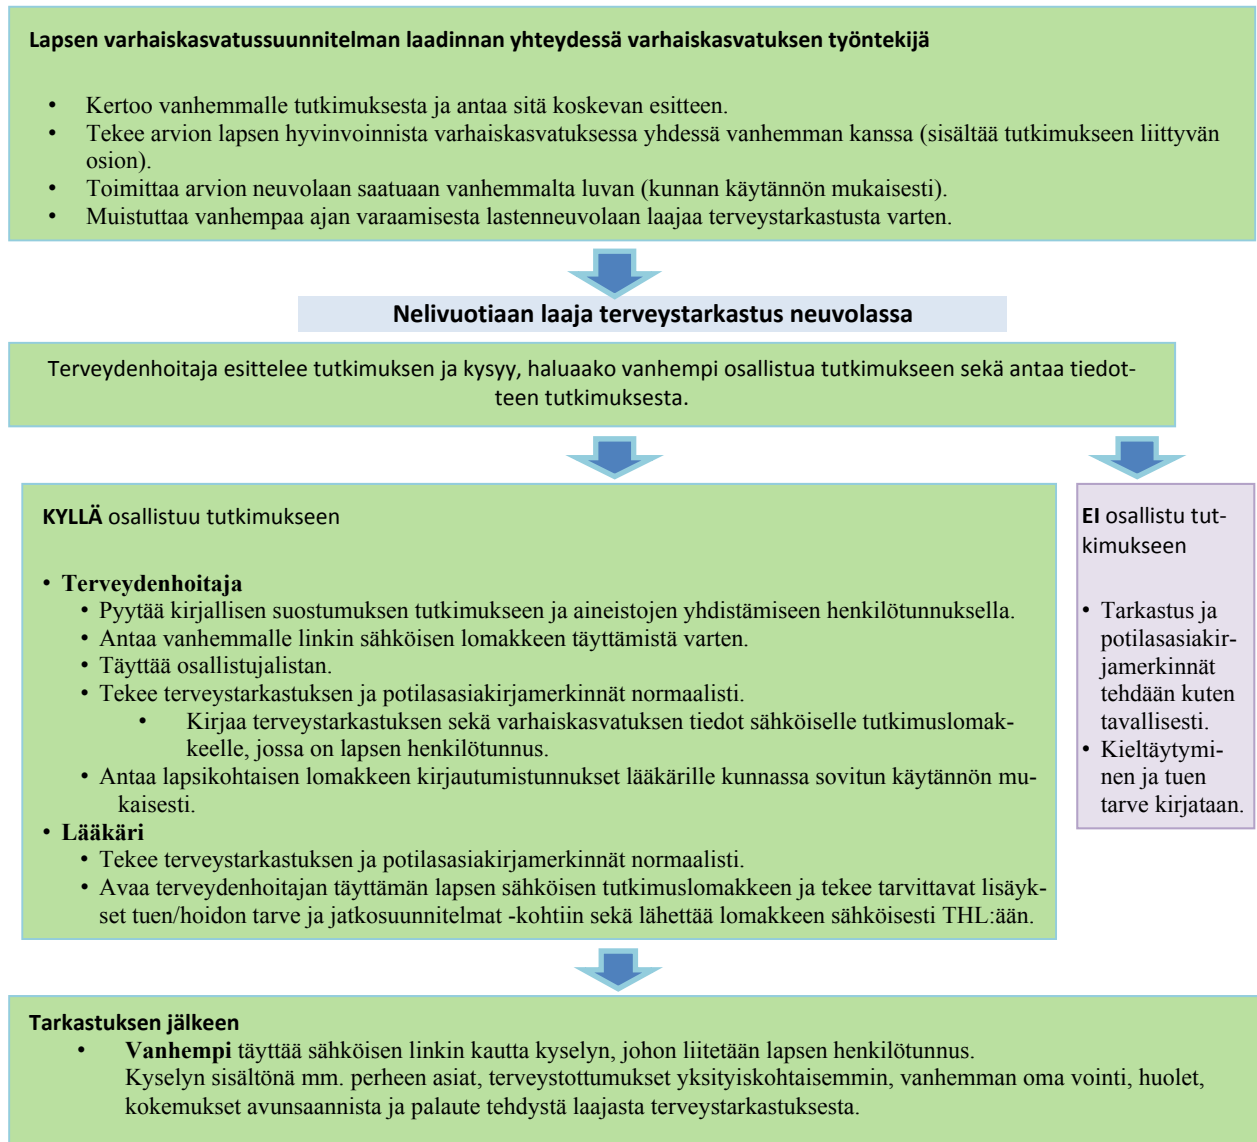 Lapsen varhaiskasvatussuunnitelman laadinnan yhteydessä varhaiskasvatuksen työntekijä
• Kertoo vanhemmalle tutkimuksesta ja antaa sitä koskevan esitteen.
• Tekee arvion lapsen hyvinvoinnista varhaiskasvatuksessa yhdessä vanhemman kanssa (sisältää tutkimukseen liittyvän
osion).
• Toimittaa arvion neuvolaan saatuaan vanhemmalta luvan (kunnan käytännön mukaisesti).
• Muistuttaa vanhempaa ajan varaamisesta lastenneuvolaan laajaa terveystarkastusta varten.
Nelivuotiaan laaja terveystarkastus neuvolassa
Terveydenhoitaja esittelee tutkimuksen ja kysyy, haluaako vanhempi osallistua tutkimukseen sekä antaa tiedot-
teen tutkimuksesta.
KYLLÄ osallistuu tutkimukseen
• Terveydenhoitaja
• Pyytää kirjallisen suostumuksen tutkimukseen ja aineistojen yhdistämiseen henkilötunnuksella.
• Antaa vanhemmalle linkin sähköisen lomakkeen täyttämistä varten.
• Täyttää osallistujalistan.
• Tekee terveystarkastuksen ja potilasasiakirjamerkinnät normaalisti.
• Kirjaa terveystarkastuksen sekä varhaiskasvatuksen tiedot sähköiselle tutkimuslomak-
keelle, jossa on lapsen henkilötunnus.
• Antaa lapsikohtaisen lomakkeen kirjautumistunnukset lääkärille kunnassa sovitun käytännön mu-
kaisesti.
• Lääkäri
• Tekee terveystarkastuksen ja potilasasiakirjamerkinnät normaalisti.
• Avaa terveydenhoitajan täyttämän lapsen sähköisen tutkimuslomakkeen ja tekee tarvittavat lisäyk-
set tuen/hoidon tarve ja jatkosuunnitelmat -kohtiin sekä lähettää lomakkeen sähköisesti THL:ään.
EI osallistu tut-
kimukseen
• Tarkastus ja
potilasasiakir-
jamerkinnät
tehdään kuten
tavallisesti.
• Kieltäytymi-
nen ja tuen
tarve kirjataan.
Tarkastuksen jälkeen
• Vanhempi täyttää sähköisen linkin kautta kyselyn, johon liitetään lapsen henkilötunnus.
Kyselyn sisältönä mm. perheen asiat, terveystottumukset yksityiskohtaisemmin, vanhemman oma vointi, huolet,
kokemukset avunsaannista ja palaute tehdystä laajasta terveystarkastuksesta.